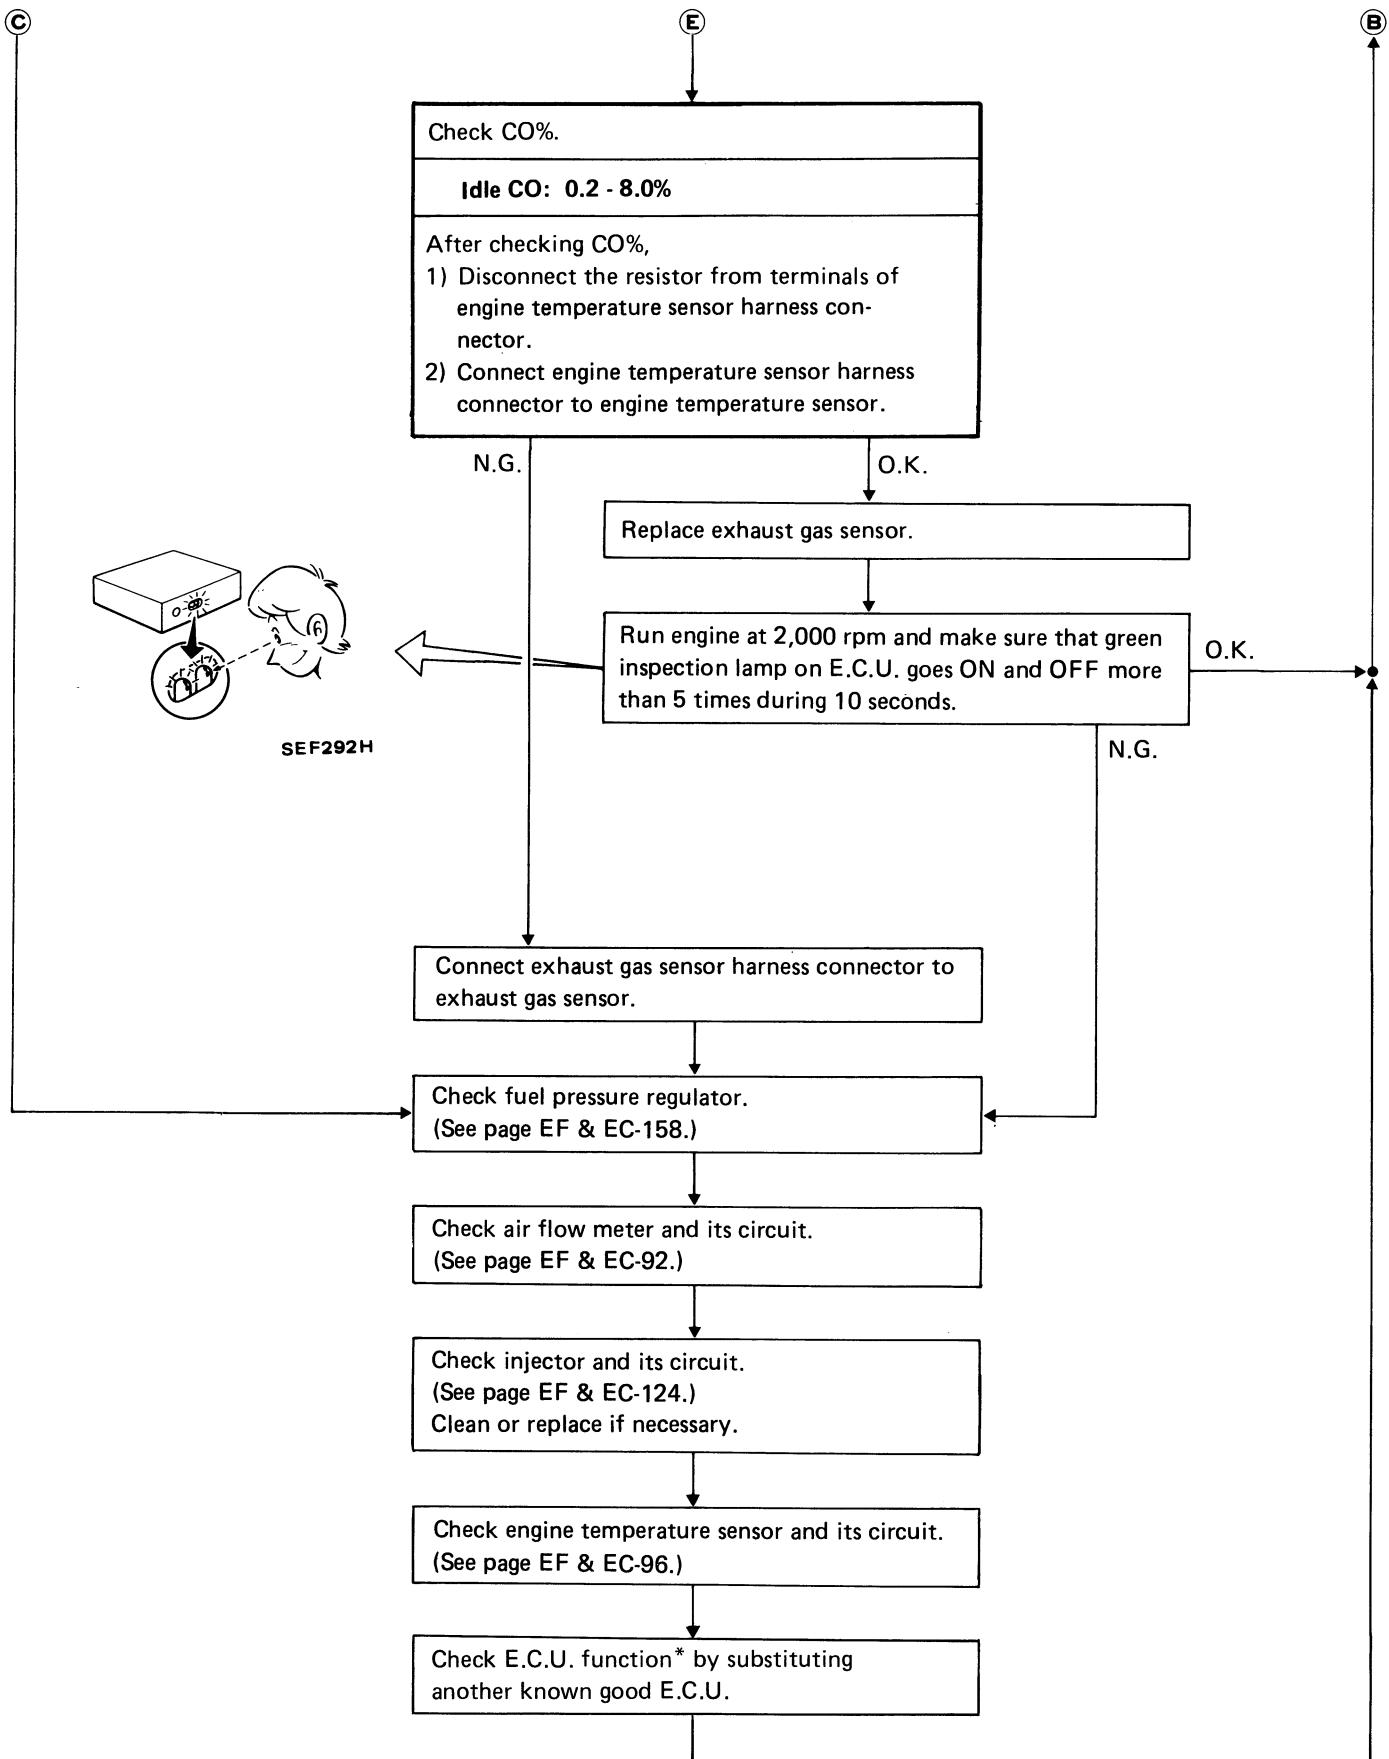 C
E
B
Check CO%.
Idle CO: 0.2 - 8.0%
After checking CO%,
1) Disconnect the resistor from terminals of
engine temperature sensor harness con-
nector.
2) Connect engine temperature sensor harness
connector to engine temperature sensor.
N.G.
O.K.
Replace exhaust gas sensor.
Run engine at 2,000 rpm and make sure that green
inspection lamp on E.C.U. goes ON and OFF more
than 5 times during 10 seconds.
O.K.
SEF292H
N.G.
Connect exhaust gas sensor harness connector to
exhaust gas sensor.
Check fuel pressure regulator.
(See page EF & EC-158.)
Check air flow meter and its circuit.
(See page EF & EC-92.)
Check injector and its circuit.
(See page EF & EC-124.)
Clean or replace if necessary.
Check engine temperature sensor and its circuit.
(See page EF & EC-96.)
Check E.C.U. function* by substituting
another known good E.C.U.